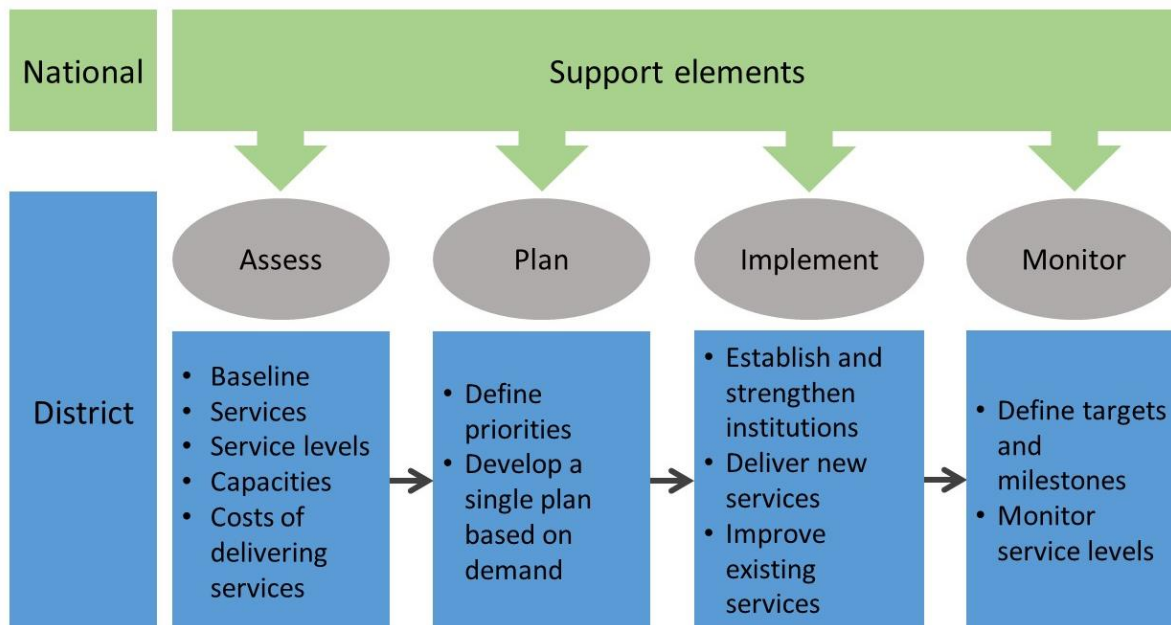 National
Support elements
Assess
Plan
Implement
Monitor
District
• Baseline
• Services
• Service levels
• Capacities
• Costs of
delivering
services
• Define
priorities
• Develop a
single plan
based on
demand
• Establish and
strengthen
institutions
• Deliver new
services
• Improve
existing
services
• Define targets
and
milestones
• Monitor
service levels